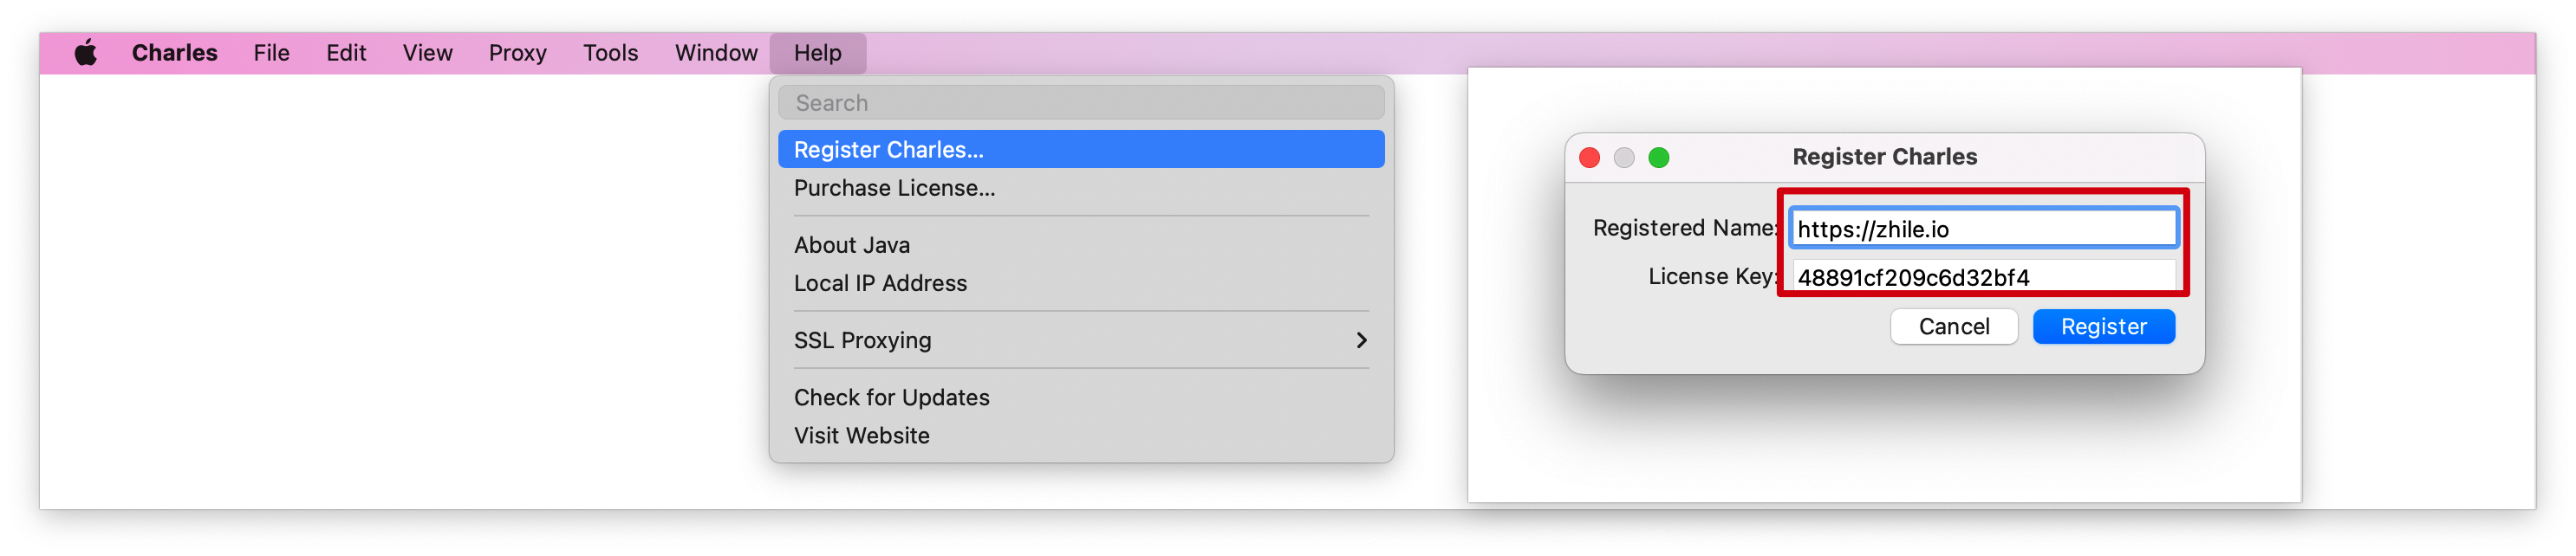 Charles File Edit View Proxy Tools Window Help
Search
Register Charles...
Purchase License...
About Java
Local IP Address
SSL Proxying
Check for Updates
Visit Website
Register Charles
Registered Name: https://zhile.io
License Key: 48891cf209c6d32bf4
Cancel Register